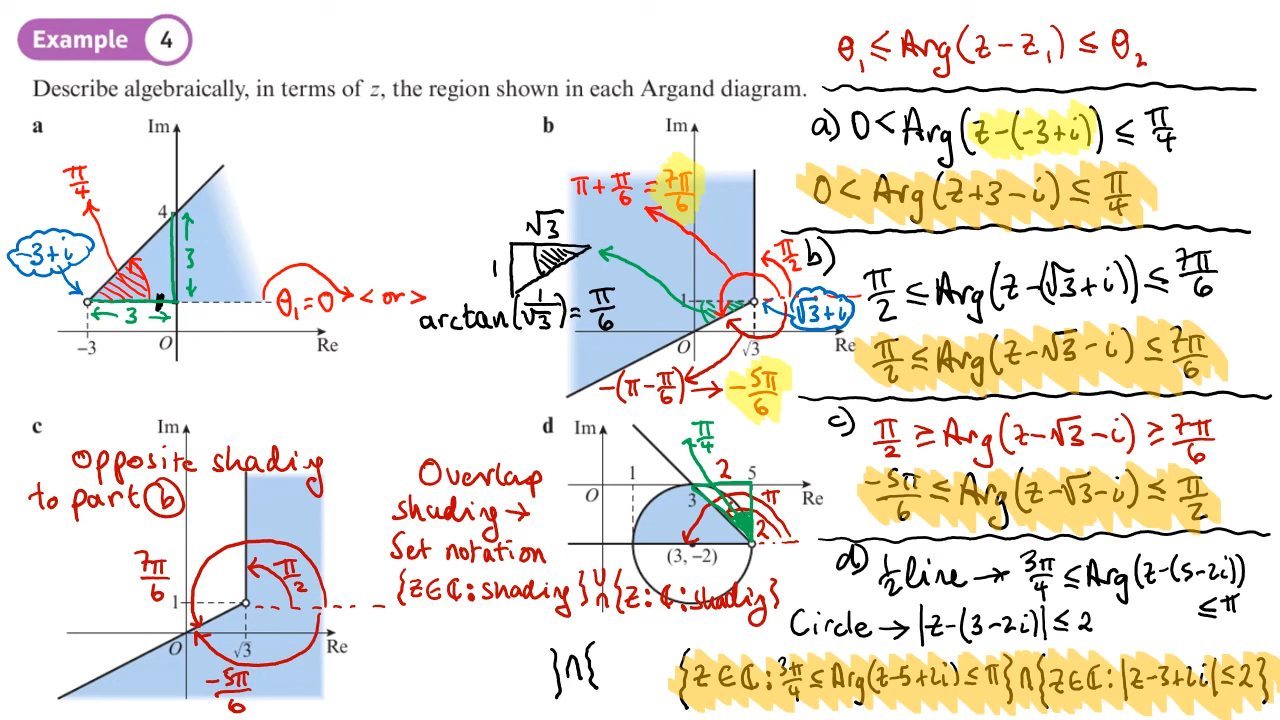 Example 4
Describe algebraically, in terms of z, the region shown in each Argand diagram.
a
Im
π/4
4
-3+i
3
3
θ₁=0 → < or >
-3
O
Re
b
Im
π + π/6 = 7π/6
√3
1
arctan(1/√3) = π/6
π/2
1
√3+i
O
√3
Re
-(π - π/6) → -5π/6
c
Im
Opposite shading
to part b
7π/6
π/2
1
O
√3
Re
-5π/6
Overlap
shading →
Set notation
{z∈ℂ: shading} ∩ {z: ℂ: shadig}
}∩{
d
Im
π/4
1
2
5
O
3
π
Re
2
(3, -2)
θ₁ ≤ Arg(z - z₁) ≤ θ₂
a) 0 < Arg(z-(-3+i)) ≤ π/4
0 < Arg(z+3-i) ≤ π/4
b)
π/2 ≤ Arg(z-(√3+i)) ≤ 7π/6
π/2 ≤ Arg(z-√3-i) ≤ 7π/6
c) π/2 ≥ Arg(z-√3-i) ≥ 7π/6
-5π/6 ≤ Arg(z-√3-i) ≤ π/2
d) ½line → 3π/4 ≤ Arg(z-(5-2i))
≤ π
Circle → |z-(3-2i)| ≤ 2
{z∈ℂ: 3π/4 ≤ Arg(z-5+2i) ≤ π} ∩ {z∈ℂ: |z-3+2i| ≤ 2}